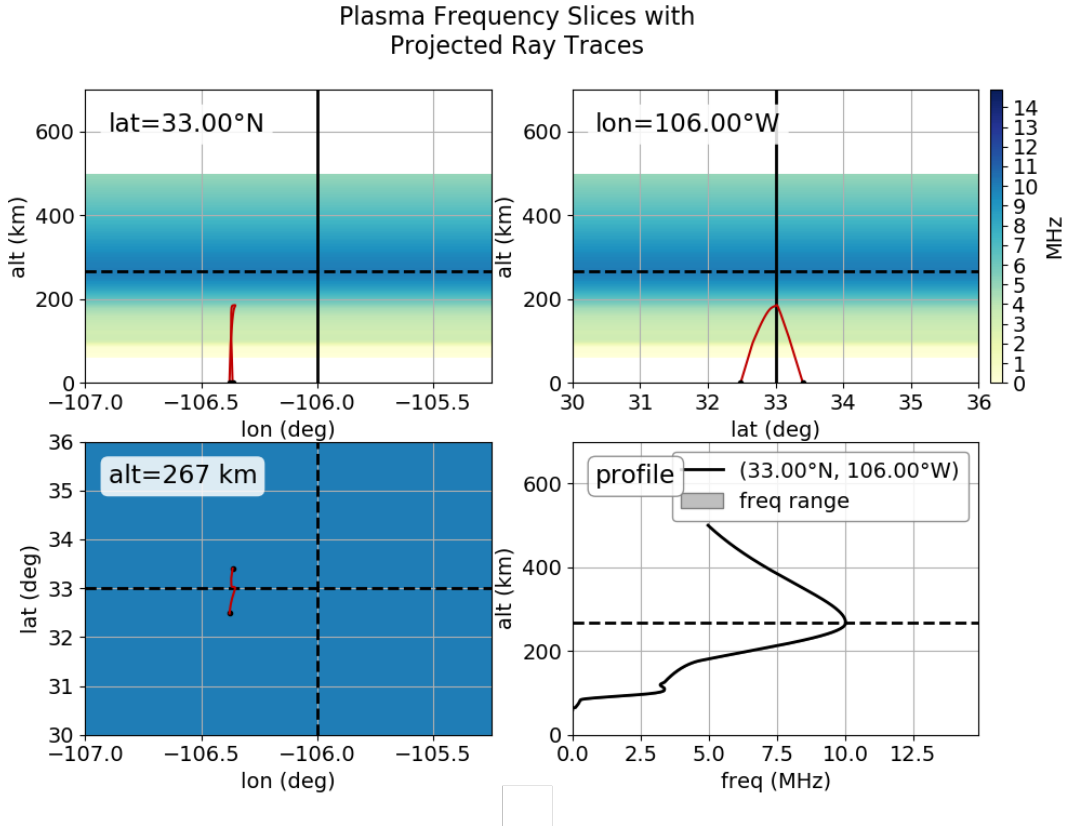 Plasma Frequency Slices with
Projected Ray Traces
lat=33.00°N
600
400
200
0
alt (km)
−107.0 −106.5 −106.0 −105.5
lon (deg)
lon=106.00°W
600
400
200
0
alt (km)
30 31 32 33 34 35 36
lat (deg)
14
13
12
11
10
9
8
7
6
5
4
3
2
1
0
MHz
alt=267 km
36
35
34
33
32
31
30
lat (deg)
−107.0 −106.5 −106.0 −105.5
lon (deg)
profile
(33.00°N, 106.00°W)
freq range
600
400
200
0
alt (km)
0.0 2.5 5.0 7.5 10.0 12.5
freq (MHz)